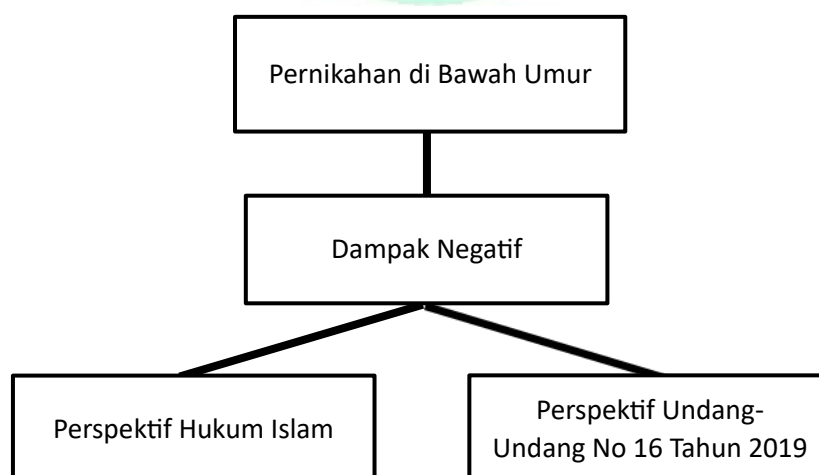 Pernikahan di Bawah Umur
Dampak Negatif
Perspektif Hukum Islam
Perspektif Undang-
Undang No 16 Tahun 2019